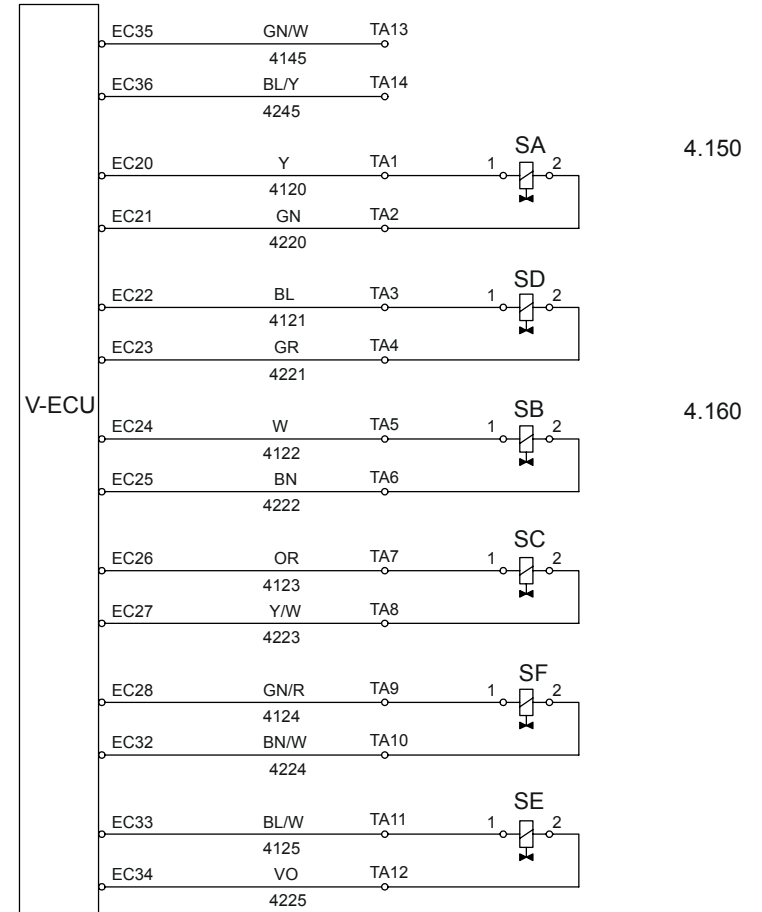 EC35 GN/W TA13
4145
EC36 BL/Y TA14
4245
SA 4.150
EC20 Y TA1 1 2
4120
EC21 GN TA2
4220
SD
EC22 BL TA3 1 2
4121
EC23 GR TA4
4221
V-ECU SB 4.160
EC24 W TA5 1 2
4122
EC25 BN TA6
4222
SC
EC26 OR TA7 1 2
4123
EC27 Y/W TA8
4223
SF
EC28 GN/R TA9 1 2
4124
EC32 BN/W TA10
4224
SE
EC33 BL/W TA11 1 2
4125
EC34 VO TA12
4225